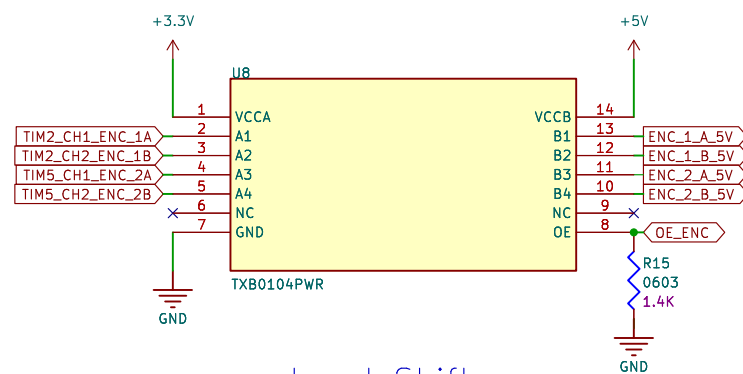 +3.3V
+5V
U8
1
VCCA
VCCB
14
TIM2_CH1_ENC_1A
2
A1
B1
13
ENC_1_A_5V
TIM2_CH2_ENC_1B
3
A2
B2
12
ENC_1_B_5V
TIM5_CH1_ENC_2A
4
A3
B3
11
ENC_2_A_5V
TIM5_CH2_ENC_2B
5
A4
B4
10
ENC_2_B_5V
6
NC
NC
9
7
GND
OE
8
OE_ENC
R15
0603
1.4K
TXB0104PWR
GND
GND